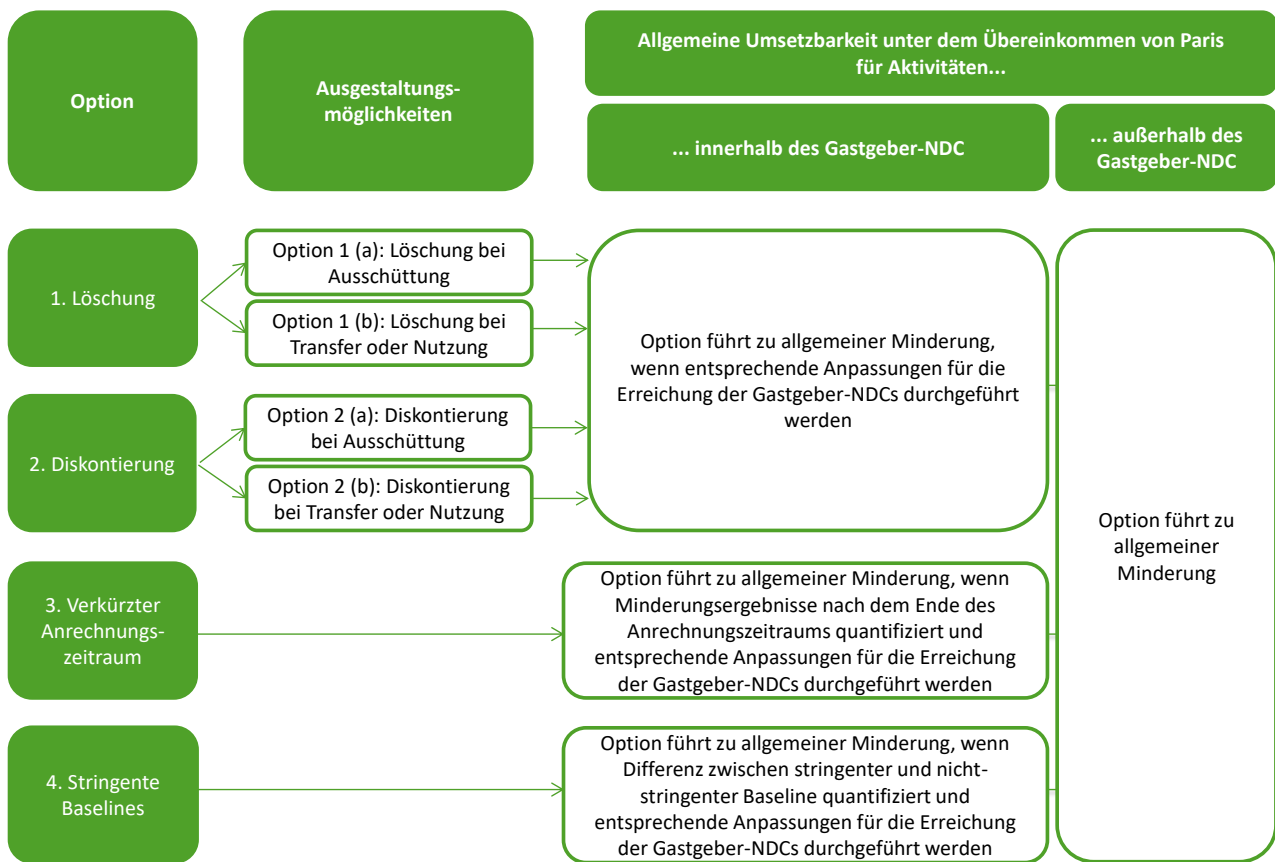 Option
Ausgestaltungs-
möglichkeiten
Allgemeine Umsetzbarkeit unter dem Übereinkommen von Paris
für Aktivitäten...
... innerhalb des Gastgeber-NDC
... außerhalb des
Gastgeber-NDC
1. Löschung
Option 1 (a): Löschung bei
Ausschüttung
Option 1 (b): Löschung bei
Transfer oder Nutzung
2. Diskontierung
Option 2 (a): Diskontierung
bei Ausschüttung
Option 2 (b): Diskontierung
bei Transfer oder Nutzung
Option führt zu allgemeiner Minderung,
wenn entsprechende Anpassungen für die
Erreichung der Gastgeber-NDCs durchgeführt
werden
3. Verkürzter
Anrechnungs-
zeitraum
Option führt zu allgemeiner Minderung, wenn
Minderungsergebnisse nach dem Ende des
Anrechnungszeitraums quantifiziert und
entsprechende Anpassungen für die Erreichung
der Gastgeber-NDCs durchgeführt werden
4. Stringente
Baselines
Option führt zu allgemeiner Minderung, wenn
Differenz zwischen stringenter und nicht-
stringenter Baseline quantifiziert und
entsprechende Anpassungen für die Erreichung
der Gastgeber-NDCs durchgeführt werden
Option führt zu
allgemeiner
Minderung